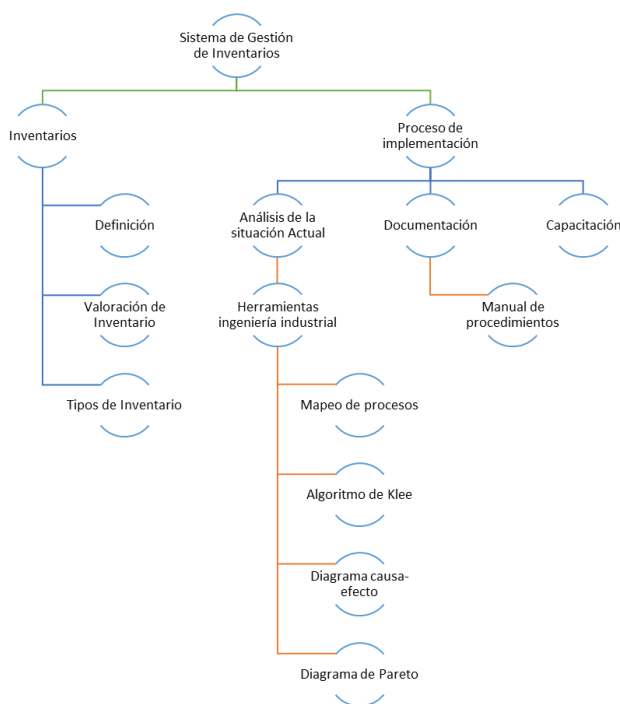 Sistema de Gestión
de Inventarios
Inventarios
Proceso de
implementación
Definición
Análisis de la
situación Actual
Documentación
Capacitación
Valoración de
Inventario
Herramientas
ingeniería industrial
Manual de
procedimientos
Tipos de Inventario
Mapeo de procesos
Algoritmo de Klee
Diagrama causa-
efecto
Diagrama de Pareto